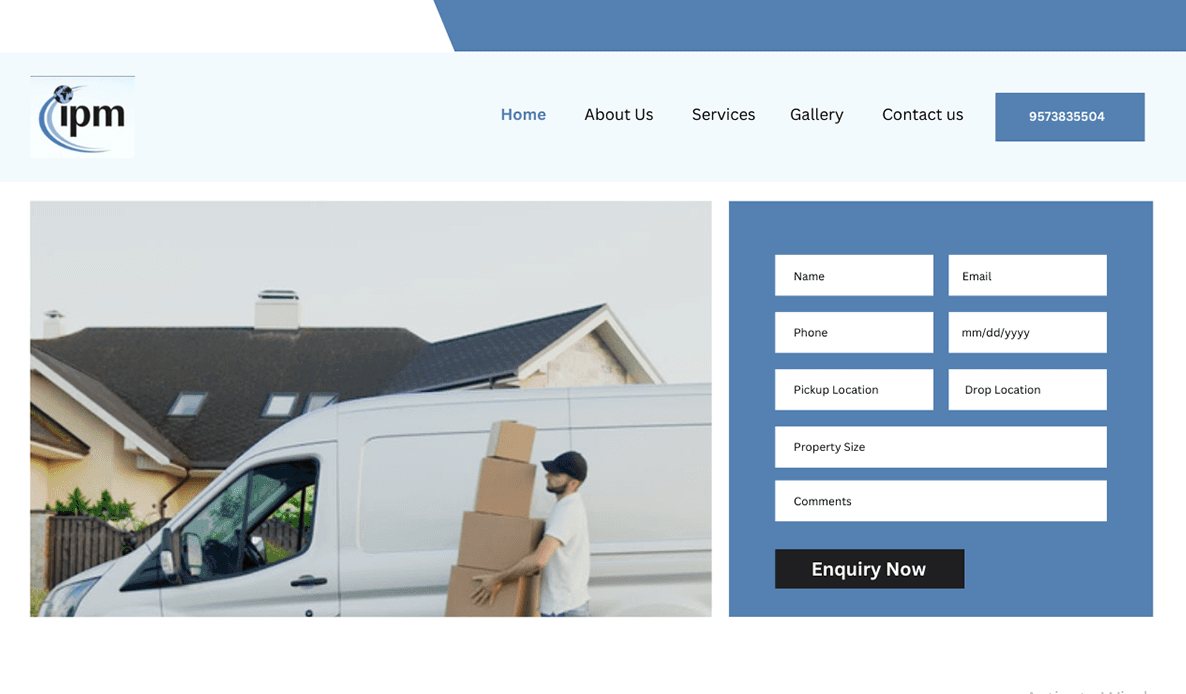 ipm
Home
About Us
Services
Gallery
Contact us
9573835504
Name
Email
Phone
mm/dd/yyyy
Pickup Location
Drop Location
Property Size
Comments
Enquiry Now